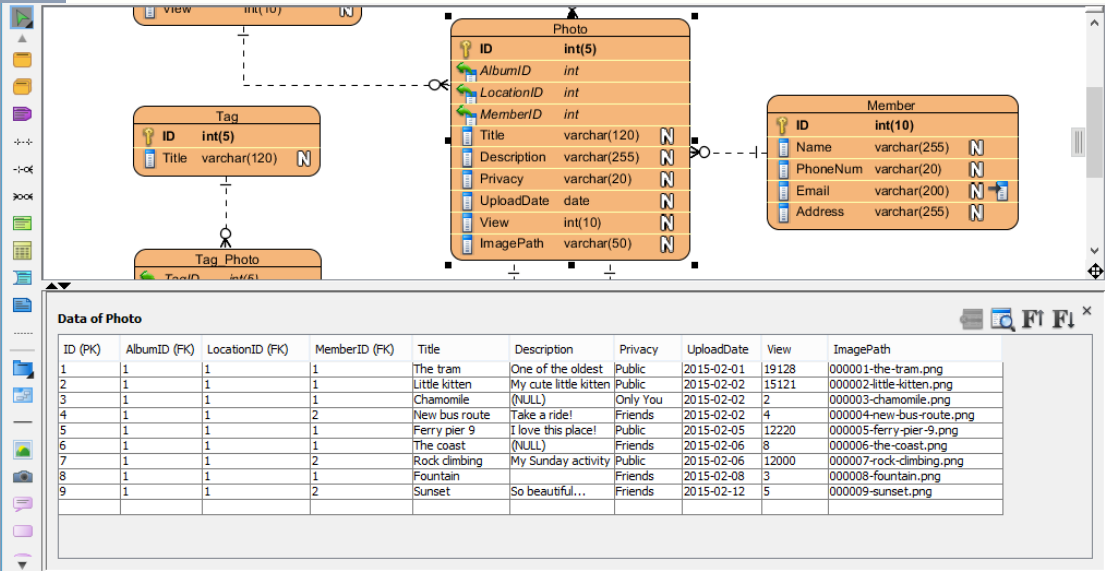 View int(10) N
Photo
ID int(5)
AlbumID int
LocationID int
MemberID int
Title varchar(120) N
Description varchar(255) N
Privacy varchar(20) N
UploadDate date N
View int(10) N
ImagePath varchar(50) N
Tag
ID int(5)
Title varchar(120) N
Member
ID int(10)
Name varchar(255) N
PhoneNum varchar(20) N
Email varchar(200) N
Address varchar(255) N
Tag_Photo
TagID int(5)
Data of Photo
ID (PK) AlbumID (FK) LocationID (FK) MemberID (FK) Title Description Privacy UploadDate View ImagePath
1 1 1 1 The tram One of the oldest Public 2015-02-01 19128 000001-the-tram.png
2 1 1 1 Little kitten My cute little kitten Public 2015-02-02 15121 000002-little-kitten.png
3 1 1 1 Chamomile (NULL) Only You 2015-02-02 2 000003-chamomile.png
4 1 1 2 New bus route Take a ride! Friends 2015-02-02 4 000004-new-bus-route.png
5 1 1 1 Ferry pier 9 I love this place! Public 2015-02-05 12220 000005-ferry-pier-9.png
6 1 1 1 The coast (NULL) Friends 2015-02-06 8 000006-the-coast.png
7 1 1 2 Rock climbing My Sunday activity Public 2015-02-06 12000 000007-rock-climbing.png
8 1 1 1 Fountain Friends 2015-02-08 3 000008-fountain.png
9 1 1 2 Sunset So beautiful... Friends 2015-02-12 5 000009-sunset.png